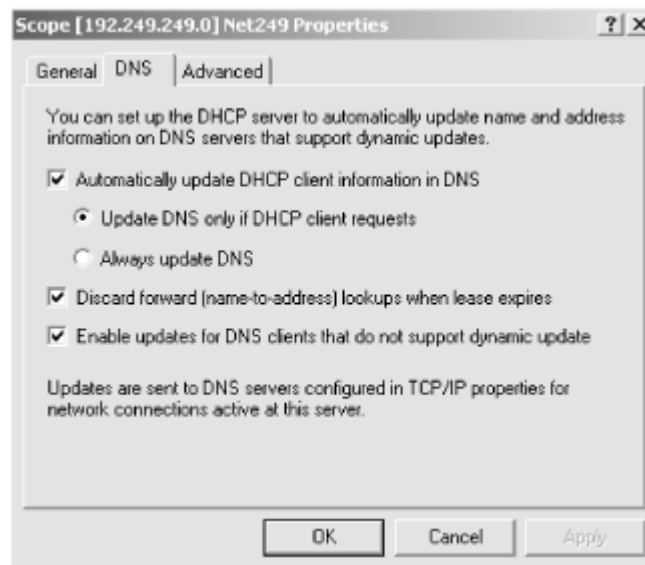 Scope [192.249.249.0] Net249 Properties
General DNS Advanced
You can set up the DHCP server to automatically update name and address
information on DNS servers that support dynamic updates.
Automatically update DHCP client information in DNS
Update DNS only if DHCP client requests
Always update DNS
Discard forward (name-to-address) lookups when lease expires
Enable updates for DNS clients that do not support dynamic update
Updates are sent to DNS servers configured in TCP/IP properties for
network connections active at this server.
OK Cancel Apply